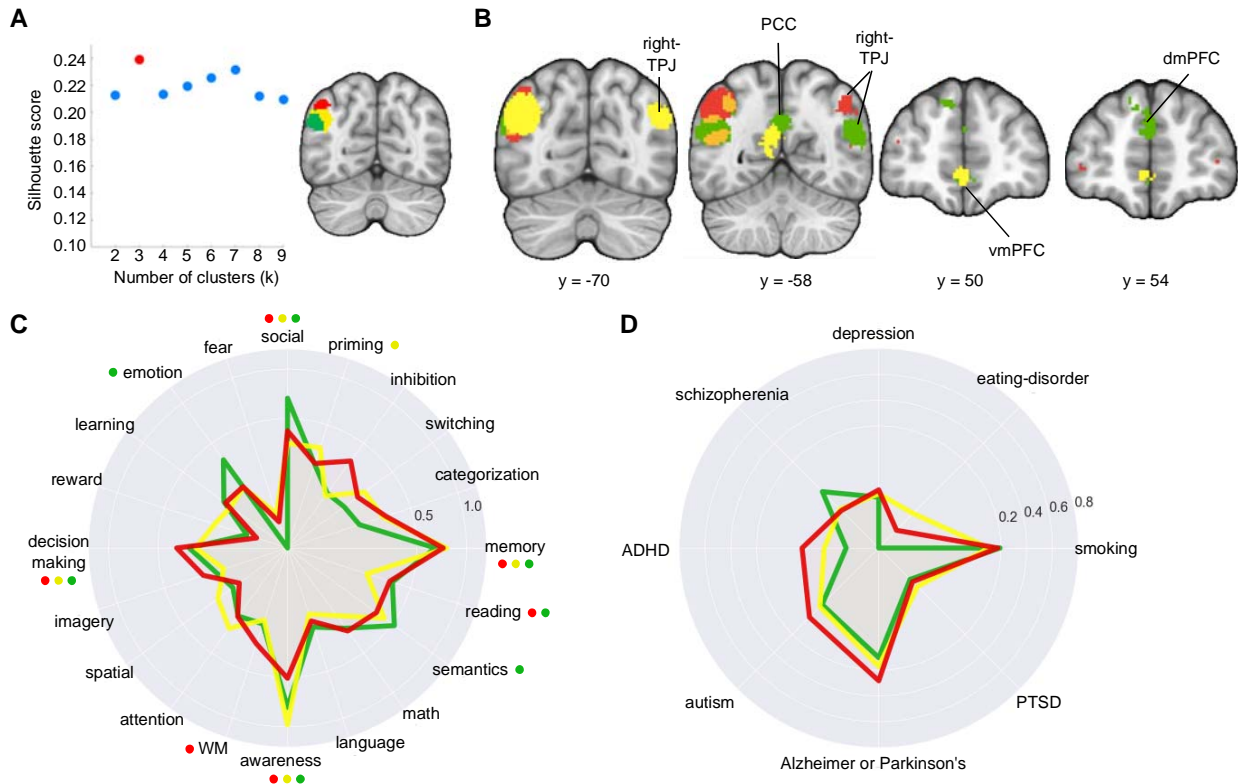 A
Silhouette score
0.24
0.22
0.20
0.18
0.16
0.14
0.12
0.10
2 3 4 5 6 7 8 9
Number of clusters (k)
B
right-
TPJ
PCC
right-
TPJ
dmPFC
vmPFC
y = -70
y = -58
y = 50
y = 54
C
social
priming
inhibition
switching
categorization
0.5
1.0
memory
reading
semantics
math
language
awareness
WM
attention
spatial
imagery
decision
making
reward
learning
emotion
fear
D
depression
eating-disorder
smoking
0.2 0.4 0.6 0.8
PTSD
Alzheimer or Parkinson's
autism
ADHD
schizopherenia